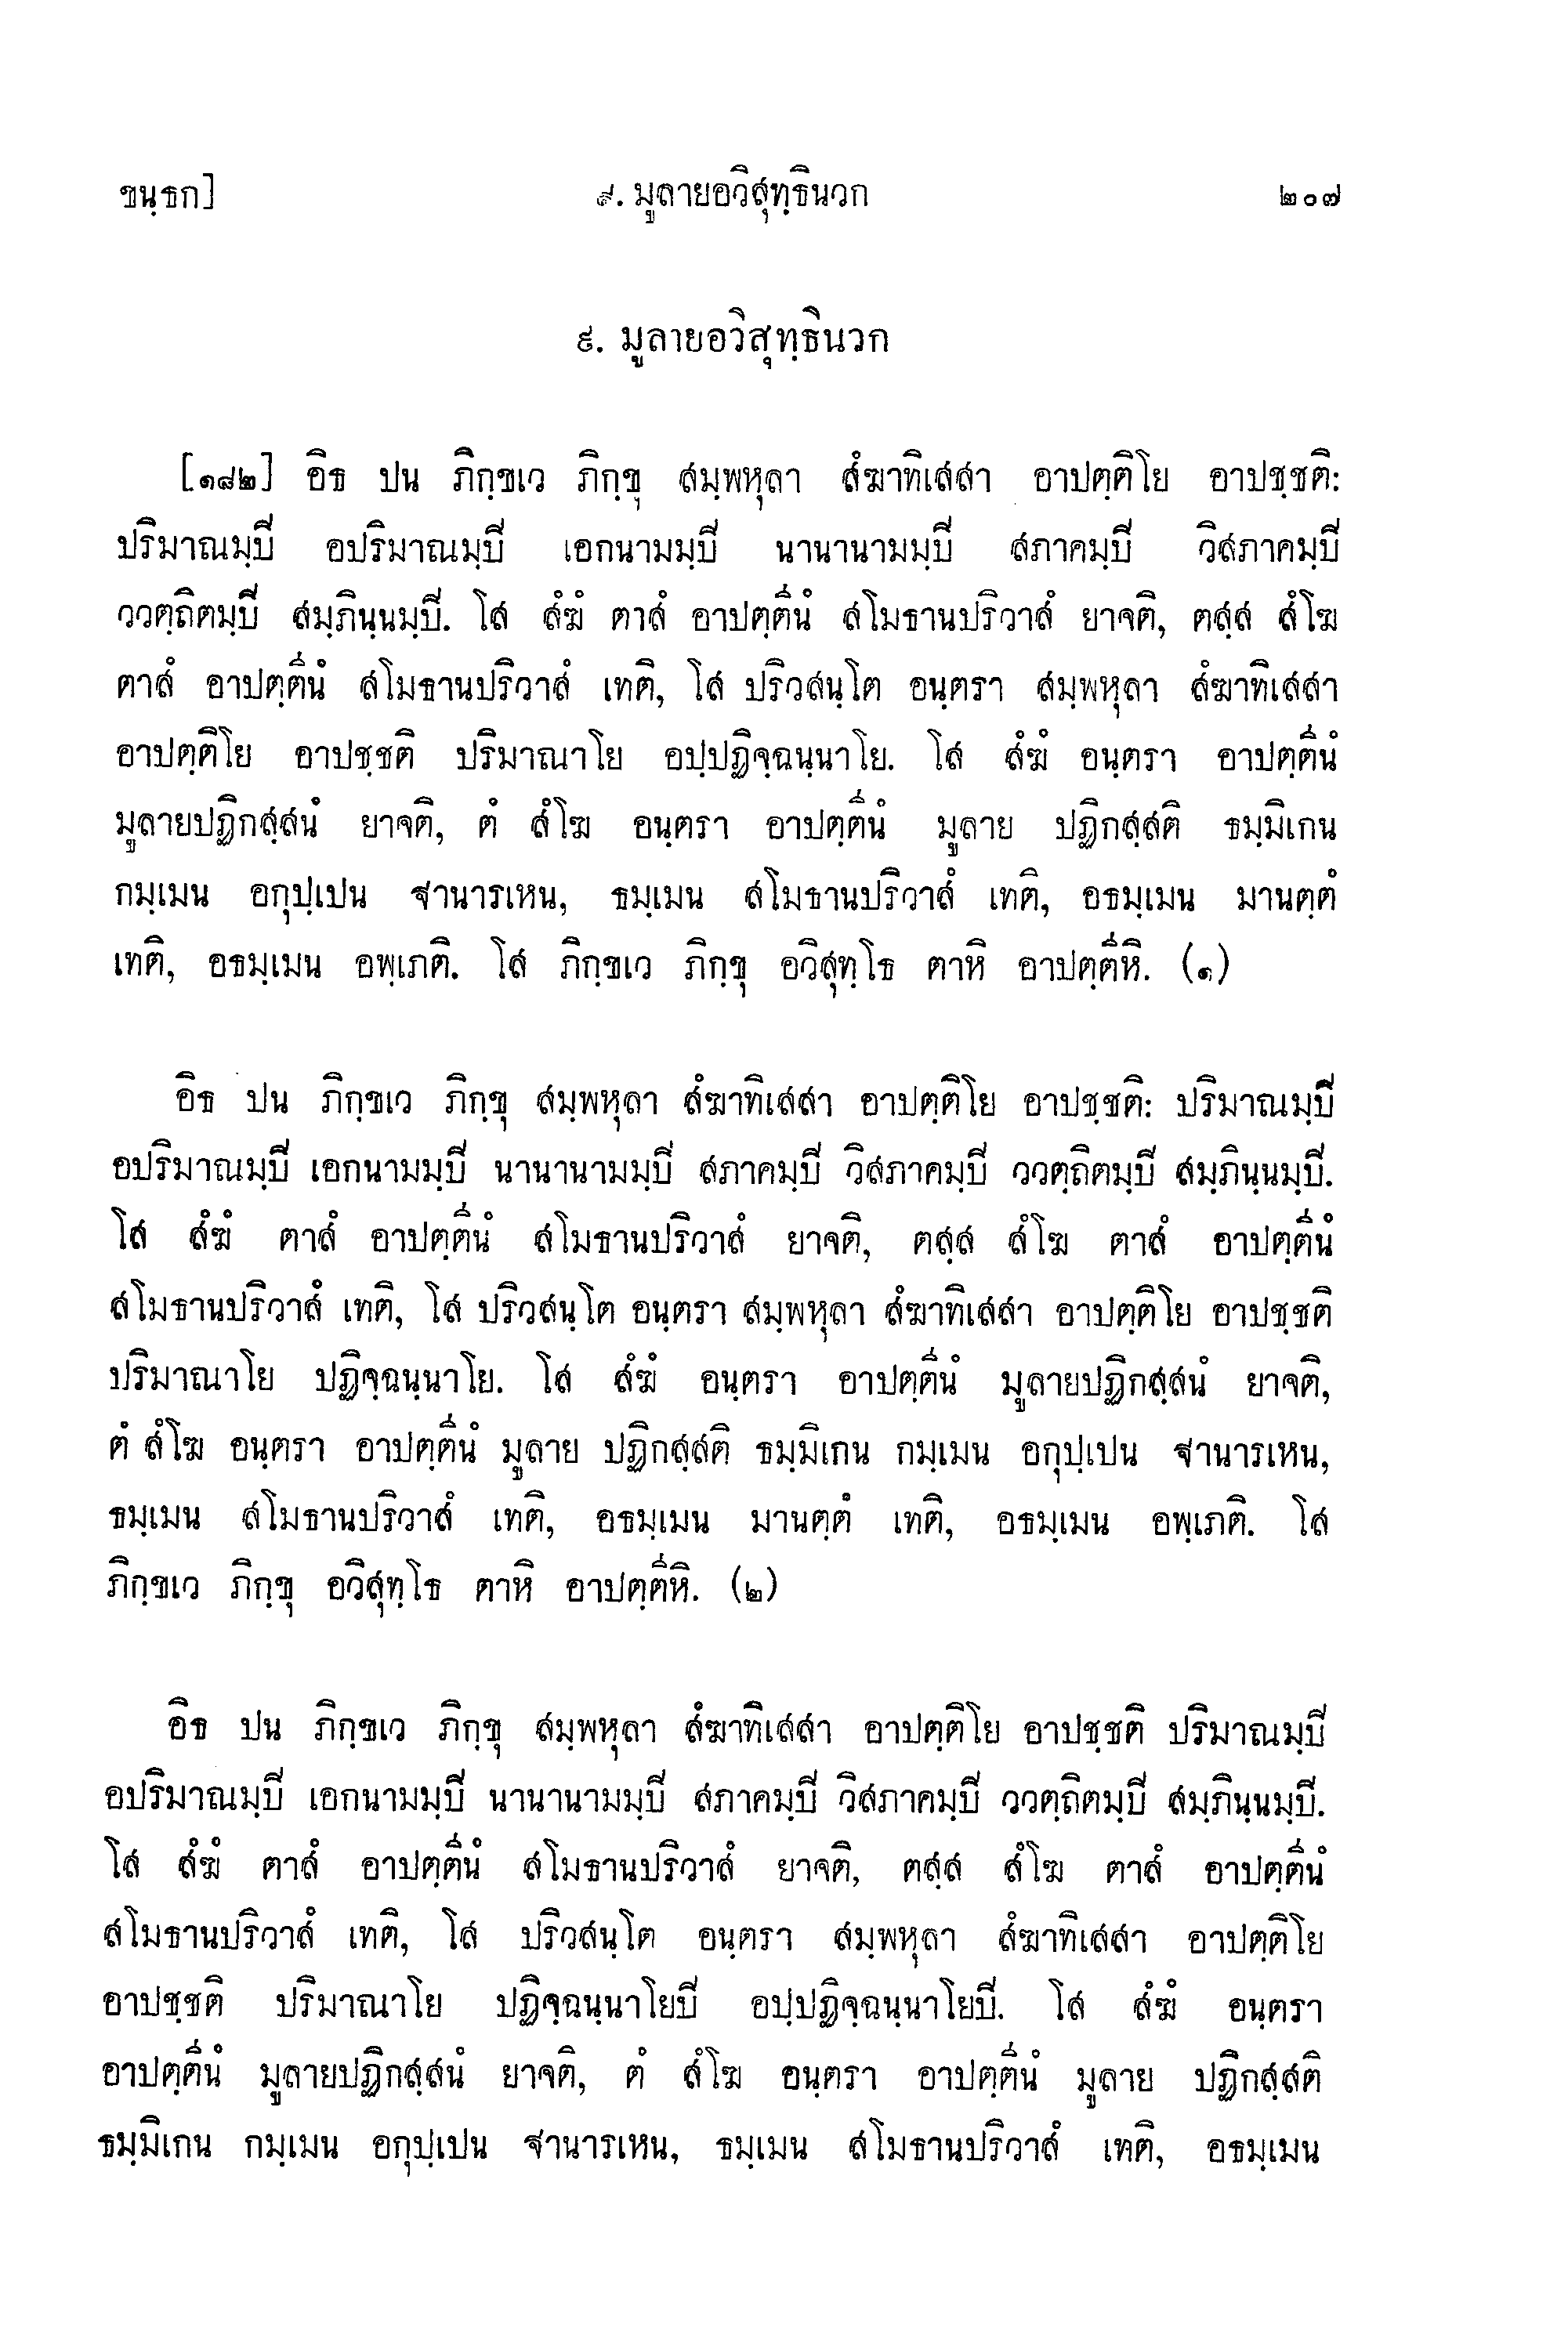 ขนฺธก]
๙. มูลายอวิสุทฺธินวก
๒๐๗
๙. มูลายอวิสุทฺธินวก
[๑๘๒] อิธ ปน ภิกฺขเว ภิกฺขุ สมฺพหุลา สํฆาทิเสสา อาปตฺติโย อาปชฺชติ:
ปริมาณมฺปี อปริมาณมฺปี เอกนามมฺปี นานานามมฺปี สภาคมฺปี วิสภาคมฺปี
ววตฺถิตมฺปี สมฺภินฺนมฺปี. โส สํฆํ ตาสํ อาปตฺตีนํ สโมธานปริวาสํ ยาจติ, ตสฺส สํโฆ
ตาสํ อาปตฺตีนํ สโมธานปริวาสํ เทติ, โส ปริวสนฺโต อนฺตรา สมฺพหุลา สํฆาทิเสสา
อาปตฺติโย อาปชฺชติ ปริมาณาโย อปฺปฏิจฺฉนฺนาโย. โส สํฆํ อนฺตรา อาปตฺตีนํ
มูลายปฏิกสฺสนํ ยาจติ, ตํ สํโฆ อนฺตรา อาปตฺตีนํ มูลาย ปฏิกสฺสติ ธมฺมิเกน
กมฺเมน อกุปฺเปน ฐานารเหน, ธมฺเมน สโมธานปริวาสํ เทติ, อธมฺเมน มานตฺตํ
เทติ, อธมฺเมน อพฺเภติ. โส ภิกฺขเว ภิกฺขุ อวิสุทฺโธ ตาหิ อาปตฺตีหิ. (๑)
อิธ ปน ภิกฺขเว ภิกฺขุ สมฺพหุลา สํฆาทิเสสา อาปตฺติโย อาปชฺชติ: ปริมาณมฺปี
อปริมาณมฺปี เอกนามมฺปี นานานามมฺปี สภาคมฺปี วิสภาคมฺปี ววตฺถิตมฺปี สมฺภินฺนมฺปี.
โส สํฆํ ตาสํ อาปตฺตีนํ สโมธานปริวาสํ ยาจติ, ตสฺส สํโฆ ตาสํ อาปตฺตีนํ
สโมธานปริวาสํ เทติ, โส ปริวสนฺโต อนฺตรา สมฺพหุลา สํฆาทิเสสา อาปตฺติโย อาปชฺชติ
ปริมาณาโย ปฏิจฺฉนฺนาโย. โส สํฆํ อนฺตรา อาปตฺตีนํ มูลายปฏิกสฺสนํ ยาจติ,
ตํ สํโฆ อนฺตรา อาปตฺตีนํ มูลาย ปฏิกสฺสติ ธมฺมิเกน กมฺเมน อกุปฺเปน ฐานารเหน,
ธมฺเมน สโมธานปริวาสํ เทติ, อธมฺเมน มานตฺตํ เทติ, อธมฺเมน อพฺเภติ. โส
ภิกฺขเว ภิกฺขุ อวิสุทฺโธ ตาหิ อาปตฺตีหิ. (๒)
อิธ ปน ภิกฺขเว ภิกฺขุ สมฺพหุลา สํฆาทิเสสา อาปตฺติโย อาปชฺชติ ปริมาณมฺปี
อปริมาณมฺปี เอกนามมฺปี นานานามมฺปี สภาคมฺปี วิสภาคมฺปี ววตฺถิตมฺปี สมฺภินฺนมฺปี.
โส สํฆํ ตาสํ อาปตฺตีนํ สโมธานปริวาสํ ยาจติ, ตสฺส สํโฆ ตาสํ อาปตฺตีนํ
สโมธานปริวาสํ เทติ, โส ปริวสนฺโต อนฺตรา สมฺพหุลา สํฆาทิเสสา อาปตฺติโย
อาปชฺชติ ปริมาณาโย ปฏิจฺฉนฺนาโยปี อปฺปฏิจฺฉนฺนาโยปี. โส สํฆํ อนฺตรา
อาปตฺตีนํ มูลายปฏิกสฺสนํ ยาจติ, ตํ สํโฆ อนฺตรา อาปตฺตีนํ มูลาย ปฏิกสฺสติ
ธมฺมิเกน กมฺเมน อกุปฺเปน ฐานารเหน, ธมฺเมน สโมธานปริวาสํ เทติ, อธมฺเมน